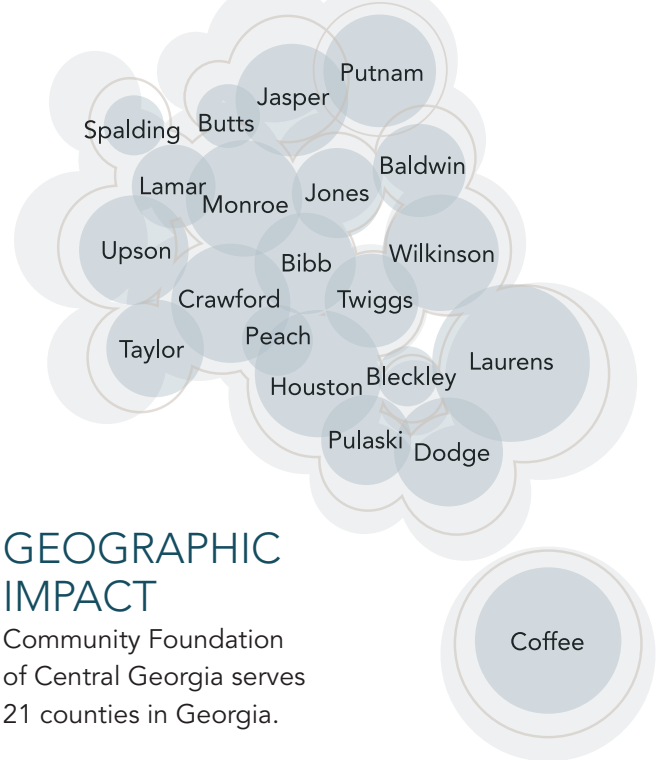 Putnam
Jasper
Spalding
Butts
Baldwin
Lamar
Monroe
Jones
Upson
Bibb
Wilkinson
Crawford
Twiggs
Taylor
Peach
Laurens
Houston
Bleckley
Pulaski
Dodge
GEOGRAPHIC
IMPACT
Community Foundation
of Central Georgia serves
21 counties in Georgia.
Coffee